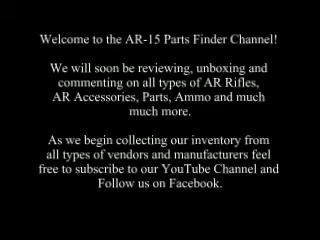 Welcome to the AR-15 Parts Finder Channel!
We will soon be reviewing, unboxing and
commenting on all types of AR Rifles,
AR Accessories, Parts, Ammo and much
much more.
As we begin collecting our inventory from
all types of vendors and manufacturers feel
free to subscribe to our YouTube Channel and
Follow us on Facebook.